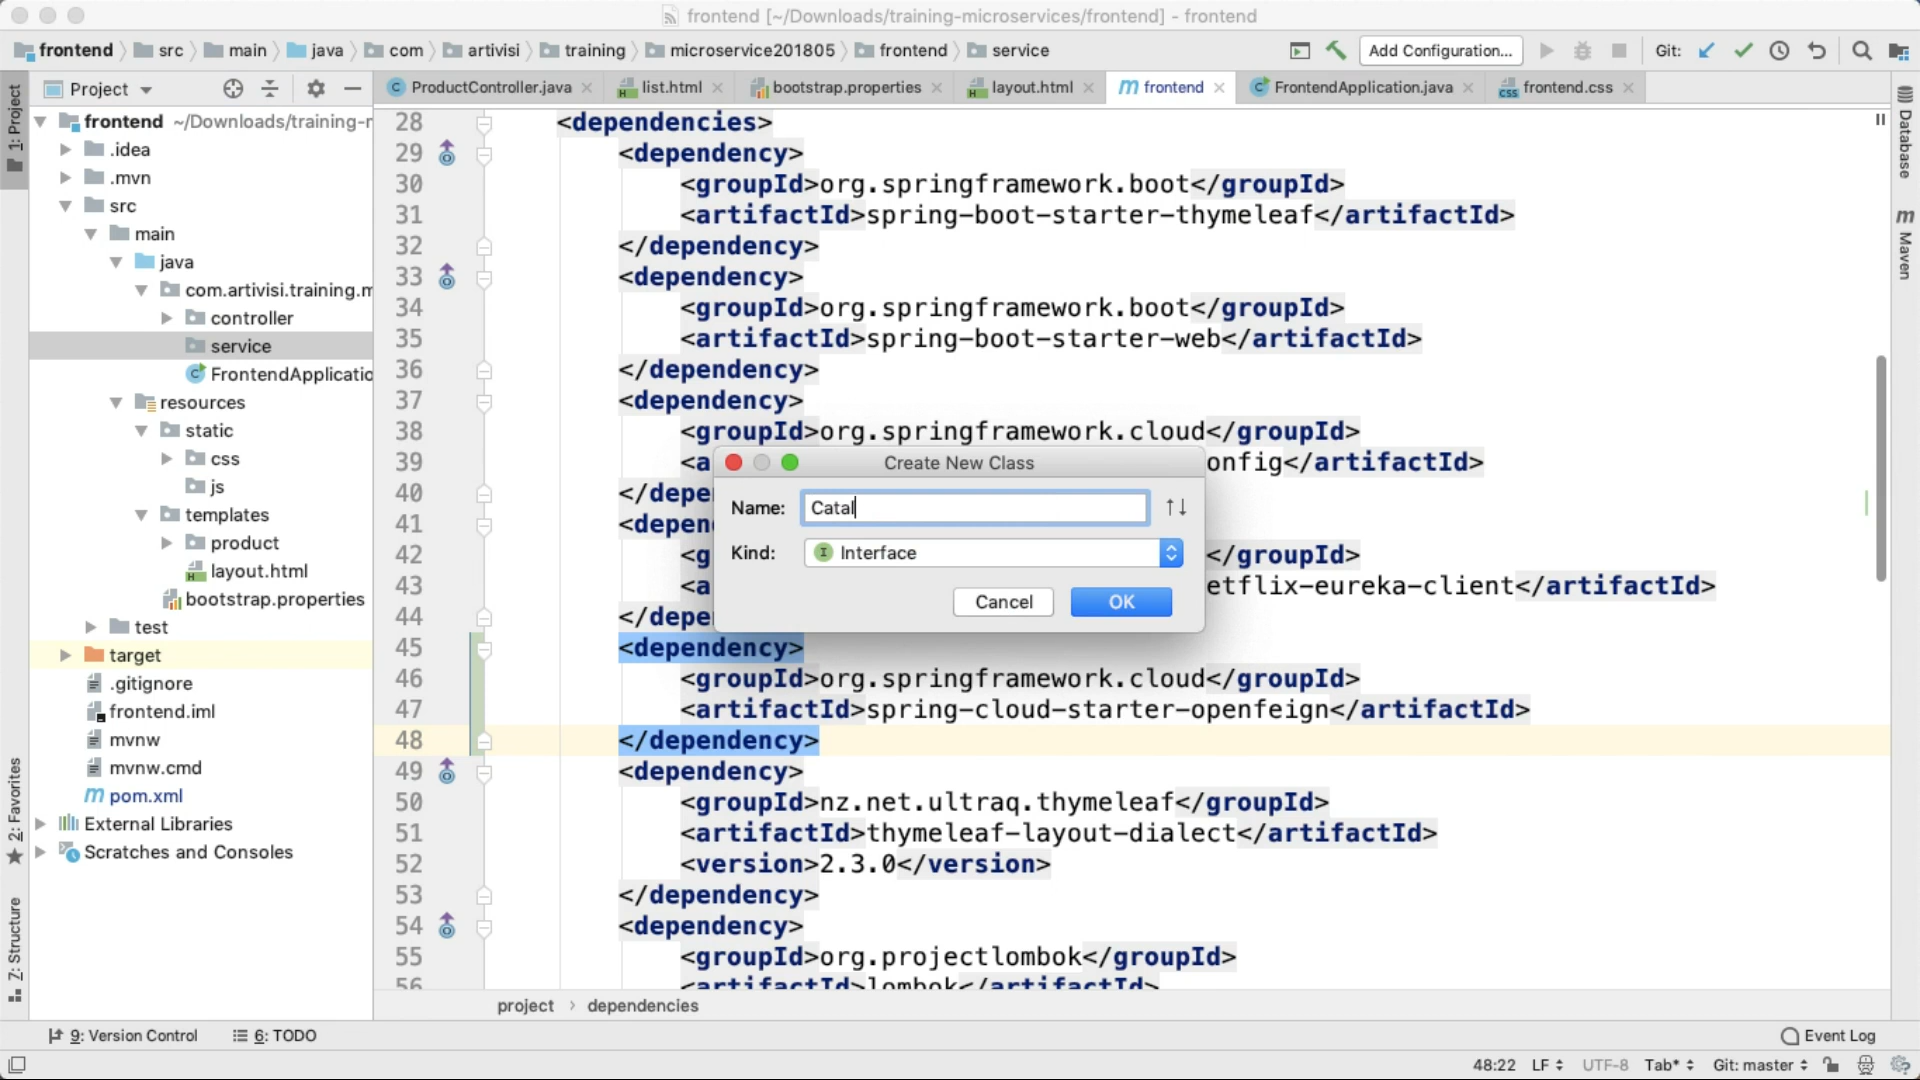 frontend [~/Downloads/training-microservices/frontend] - frontend
frontend src main java com artivisi training microservice201805 frontend service
Add Configuration...
Git:
1: Project
Project
ProductController.java
list.html
bootstrap.properties
layout.html
m frontend
FrontendApplication.java
frontend.css
frontend ~/Downloads/training-r
.idea
.mvn
src
main
java
com.artivisi.training.m
controller
service
FrontendApplicatio
resources
static
css
js
templates
product
layout.html
bootstrap.properties
test
target
.gitignore
frontend.iml
mvnw
mvnw.cmd
m pom.xml
External Libraries
Scratches and Consoles
2: Favorites
7: Structure
28 <dependencies>
29 <dependency>
30 <groupId>org.springframework.boot</groupId>
31 <artifactId>spring-boot-starter-thymeleaf</artifactId>
32 </dependency>
33 <dependency>
34 <groupId>org.springframework.boot</groupId>
35 <artifactId>spring-boot-starter-web</artifactId>
36 </dependency>
37 <dependency>
38 <groupId>org.springframework.cloud</groupId>
39 <a onfig</artifactId>
40 </depen
41 <depen
42 <g </groupId>
43 <a etflix-eureka-client</artifactId>
44 </depe
45 <dependency>
46 <groupId>org.springframework.cloud</groupId>
47 <artifactId>spring-cloud-starter-openfeign</artifactId>
48 </dependency>
49 <dependency>
50 <groupId>nz.net.ultraq.thymeleaf</groupId>
51 <artifactId>thymeleaf-layout-dialect</artifactId>
52 <version>2.3.0</version>
53 </dependency>
54 <dependency>
55 <groupId>org.projectlombok</groupId>
56 <artifactId>lombok</artifactId>
Create New Class
Name: Catal
Kind: Interface
Cancel
OK
Database
m Maven
project › dependencies
9: Version Control
6: TODO
Event Log
48:22 LF UTF-8 Tab* Git: master